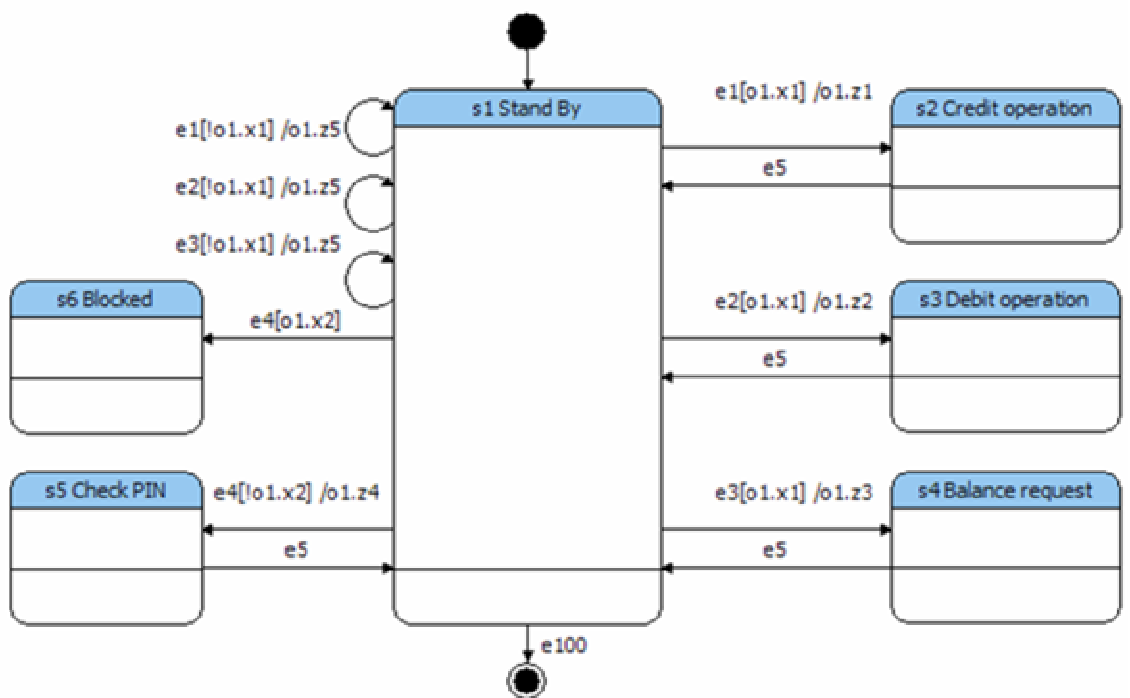 s1 Stand By
e1[o1.x1] /o1.z1
s2 Credit operation
e1[!o1.x1] /o1.z5
e5
e2[!o1.x1] /o1.z5
e3[!o1.x1] /o1.z5
s6 Blocked
e2[o1.x1] /o1.z2
s3 Debit operation
e4[o1.x2]
e5
s5 Check PIN
e4[!o1.x2] /o1.z4
e3[o1.x1] /o1.z3
s4 Balance request
e5
e5
e100